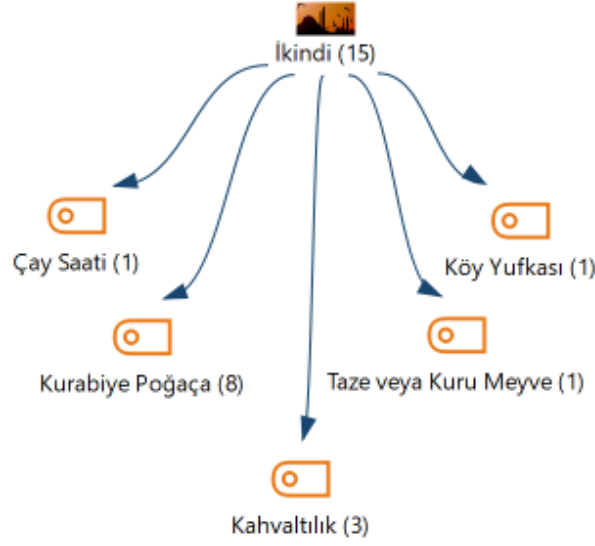 İkindi (15)
Çay Saati (1)
Köy Yufkası (1)
Kurabiye Poğaça (8)
Taze veya Kuru Meyve (1)
Kahvaltılık (3)